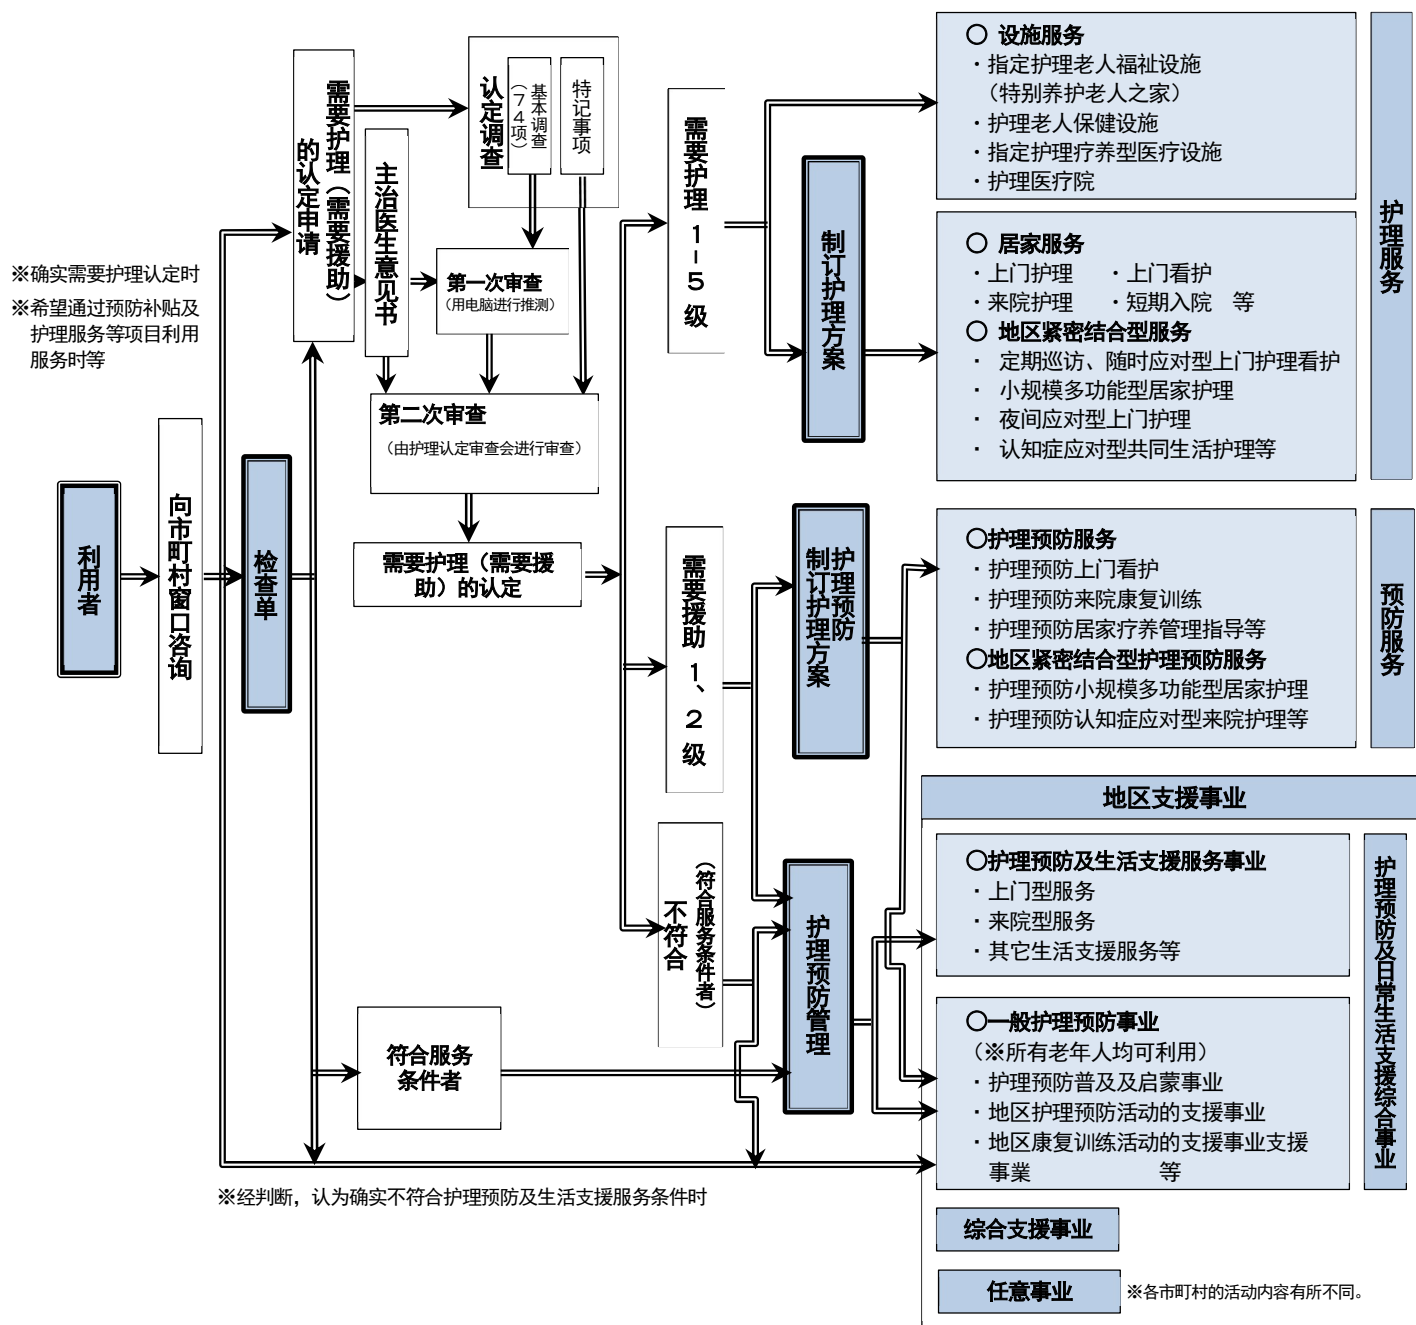 ※确实需要护理认定时
※希望通过预防补贴及
护理服务等项目利用
服务时等
利用者
向市町村窗口咨询
检查单
需要护理（需要援助）
的认定申请
主治医生意见书
认定调查
基本调查
（74项）
特记事项
第一次审查
（用电脑进行推测）
第二次审查
（由护理认定审查会进行审查）
需要护理（需要援
助）的认定
符合服务
条件者
需要护理1－5级
需要援助1、2级
不符合
（符合服务条件者）
制订护理方案
护理预防
制订护理方案
护理预防管理
○ 设施服务
・指定护理老人福祉设施
（特别养护老人之家）
・护理老人保健设施
・指定护理疗养型医疗设施
・护理医疗院
○ 居家服务
・上门护理 ・上门看护
・来院护理 ・短期入院 等
○ 地区紧密结合型服务
・ 定期巡访、随时应对型上门护理看护
・ 小规模多功能型居家护理
・ 夜间应对型上门护理
・ 认知症应对型共同生活护理等
护理服务
○护理预防服务
・护理预防上门看护
・护理预防来院康复训练
・护理预防居家疗养管理指导等
○地区紧密结合型护理预防服务
・护理预防小规模多功能型居家护理
・护理预防认知症应对型来院护理等
预防服务
地区支援事业
○护理预防及生活支援服务事业
・上门型服务
・来院型服务
・其它生活支援服务等
○一般护理预防事业
（※所有老年人均可利用）
・护理预防普及及启蒙事业
・地区护理预防活动的支援事业
・地区康复训练活动的支援事业支援
事業 等
护理预防及日常生活支援综合事业
※经判断，认为确实不符合护理预防及生活支援服务条件时
综合支援事业
任意事业
※各市町村的活动内容有所不同。